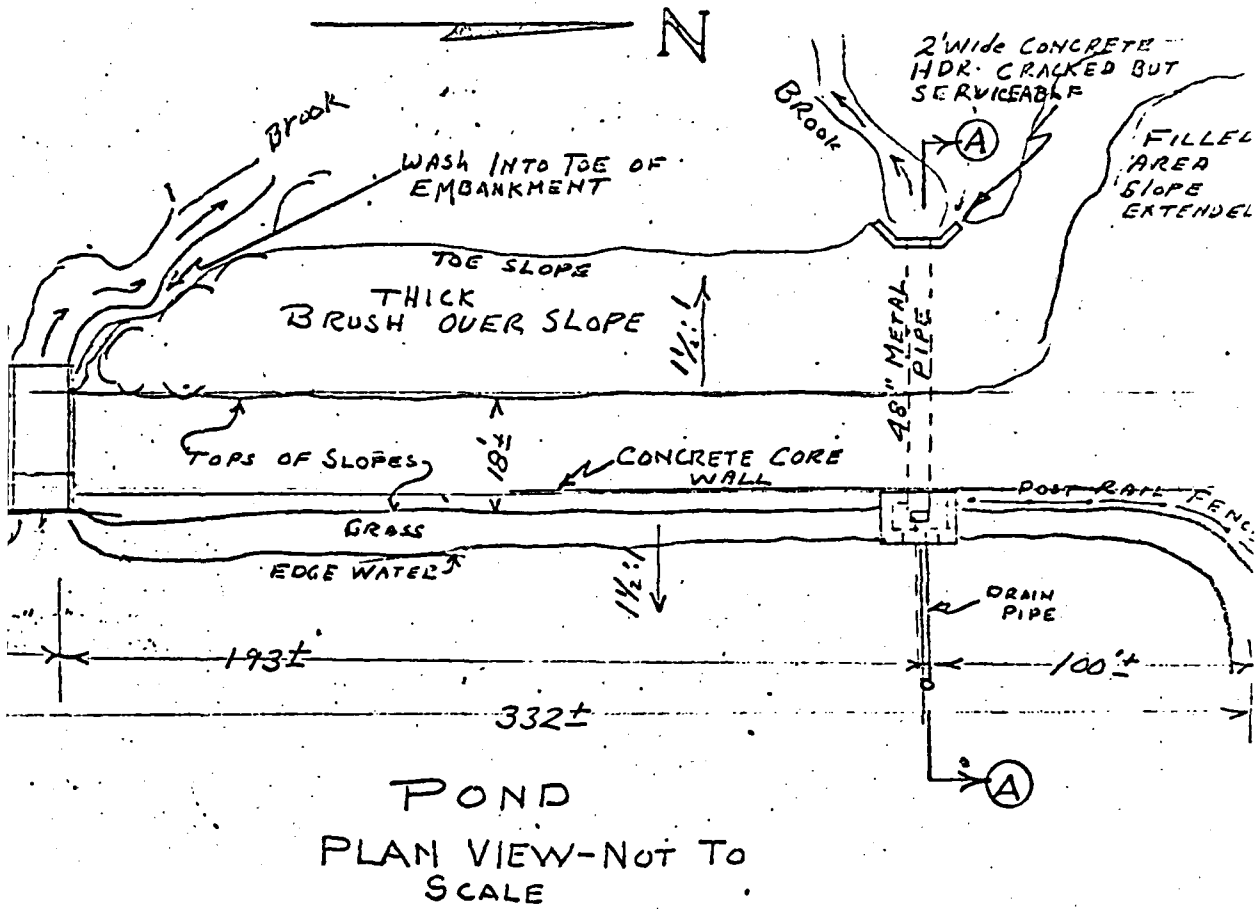 N
2' WIDE CONCRETE
HDR. CRACKED BUT
SERVICEABLE
BROOK
A
FILLED
AREA
SLOPE
EXTENDED
BROOK
WASH INTO TOE OF
EMBANKMENT
TOE SLOPE
THICK
BRUSH OVER SLOPE
1½:1
48" METAL
PIPE
TOPS OF SLOPES
18'±
CONCRETE CORE
WALL
POST RAIL FENC
GRASS
EDGE WATER
1½:1
DRAIN
PIPE
193±
100'±
332±
A
POND
PLAN VIEW-NOT TO
SCALE